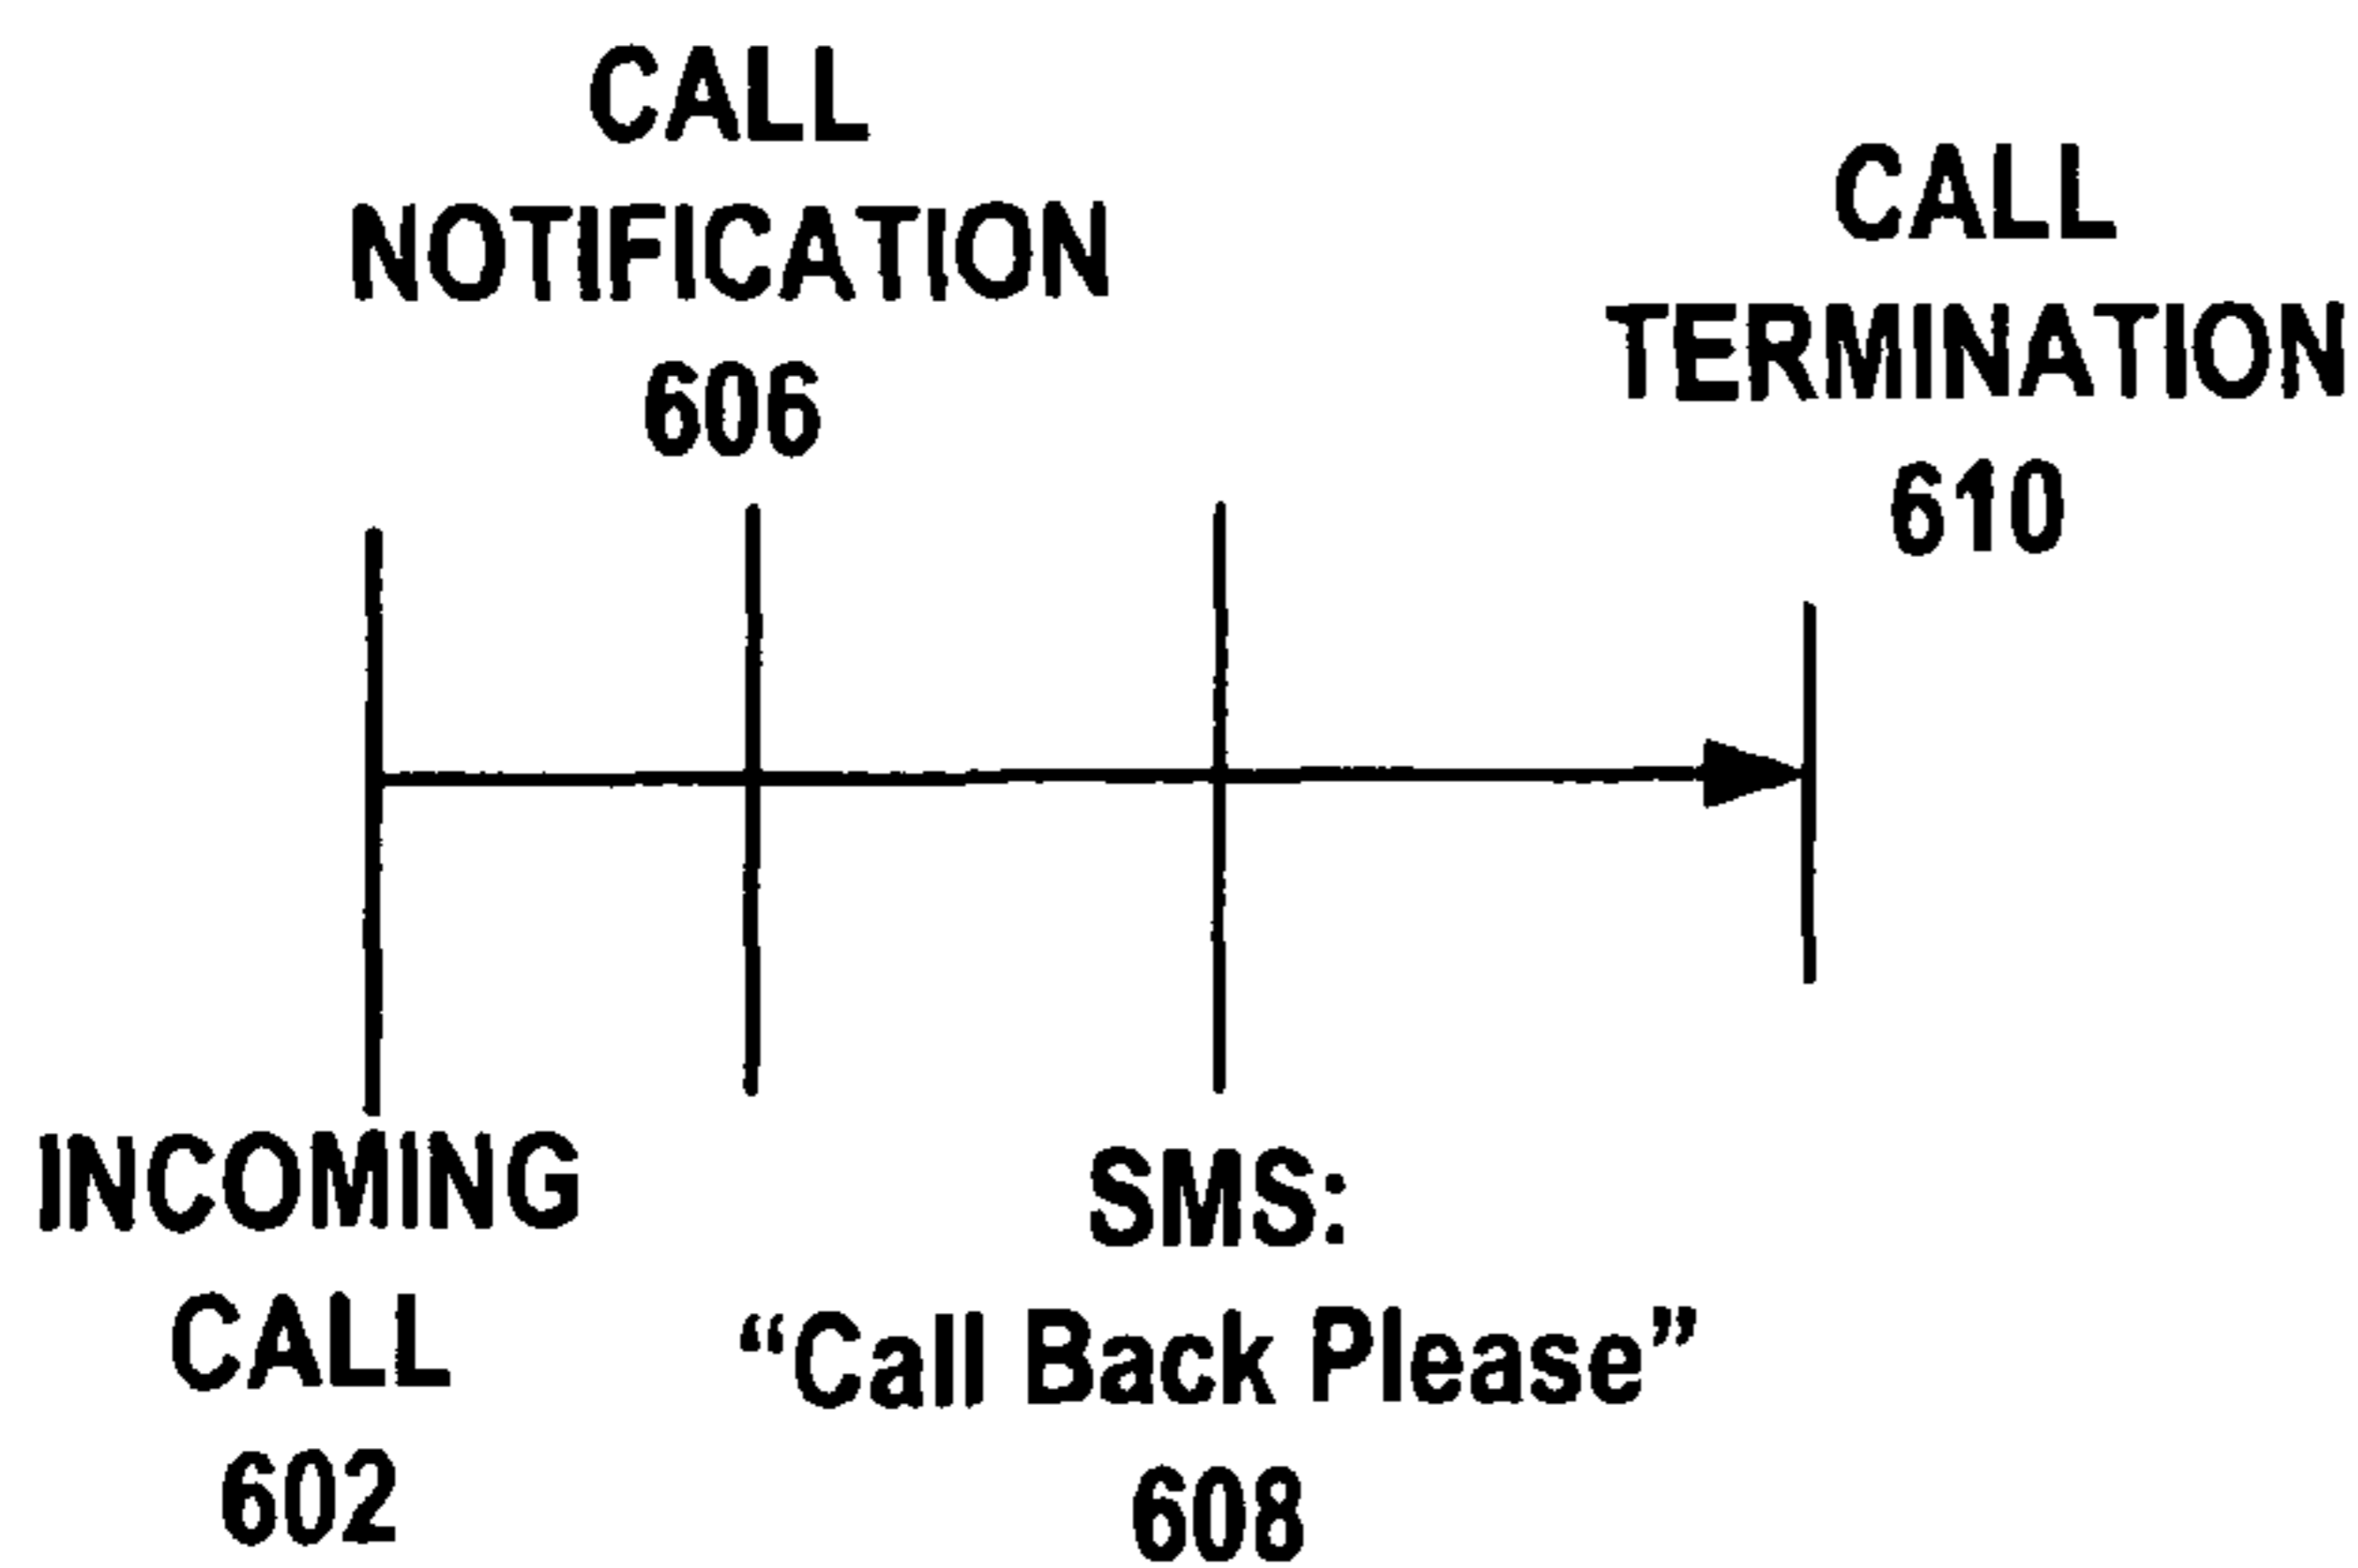 CALL
NOTIFICATION
606
CALL
TERMINATION
610
INCOMING
CALL
602
SMS:
“Call Back Please”
608